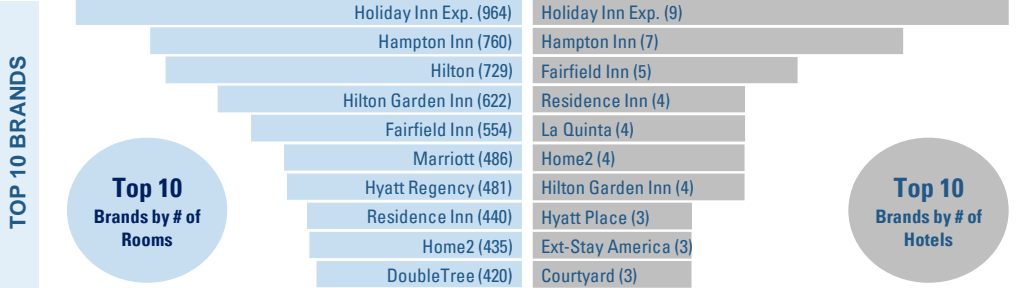 TOP 10 BRANDS
Holiday Inn Exp. (964)
Hampton Inn (760)
Hilton (729)
Hilton Garden Inn (622)
Fairfield Inn (554)
Marriott (486)
Hyatt Regency (481)
Residence Inn (440)
Home2 (435)
DoubleTree (420)
Top 10
Brands by # of
Rooms
Holiday Inn Exp. (9)
Hampton Inn (7)
Fairfield Inn (5)
Residence Inn (4)
La Quinta (4)
Home2 (4)
Hilton Garden Inn (4)
Hyatt Place (3)
Ext-Stay America (3)
Courtyard (3)
Top 10
Brands by # of
Hotels